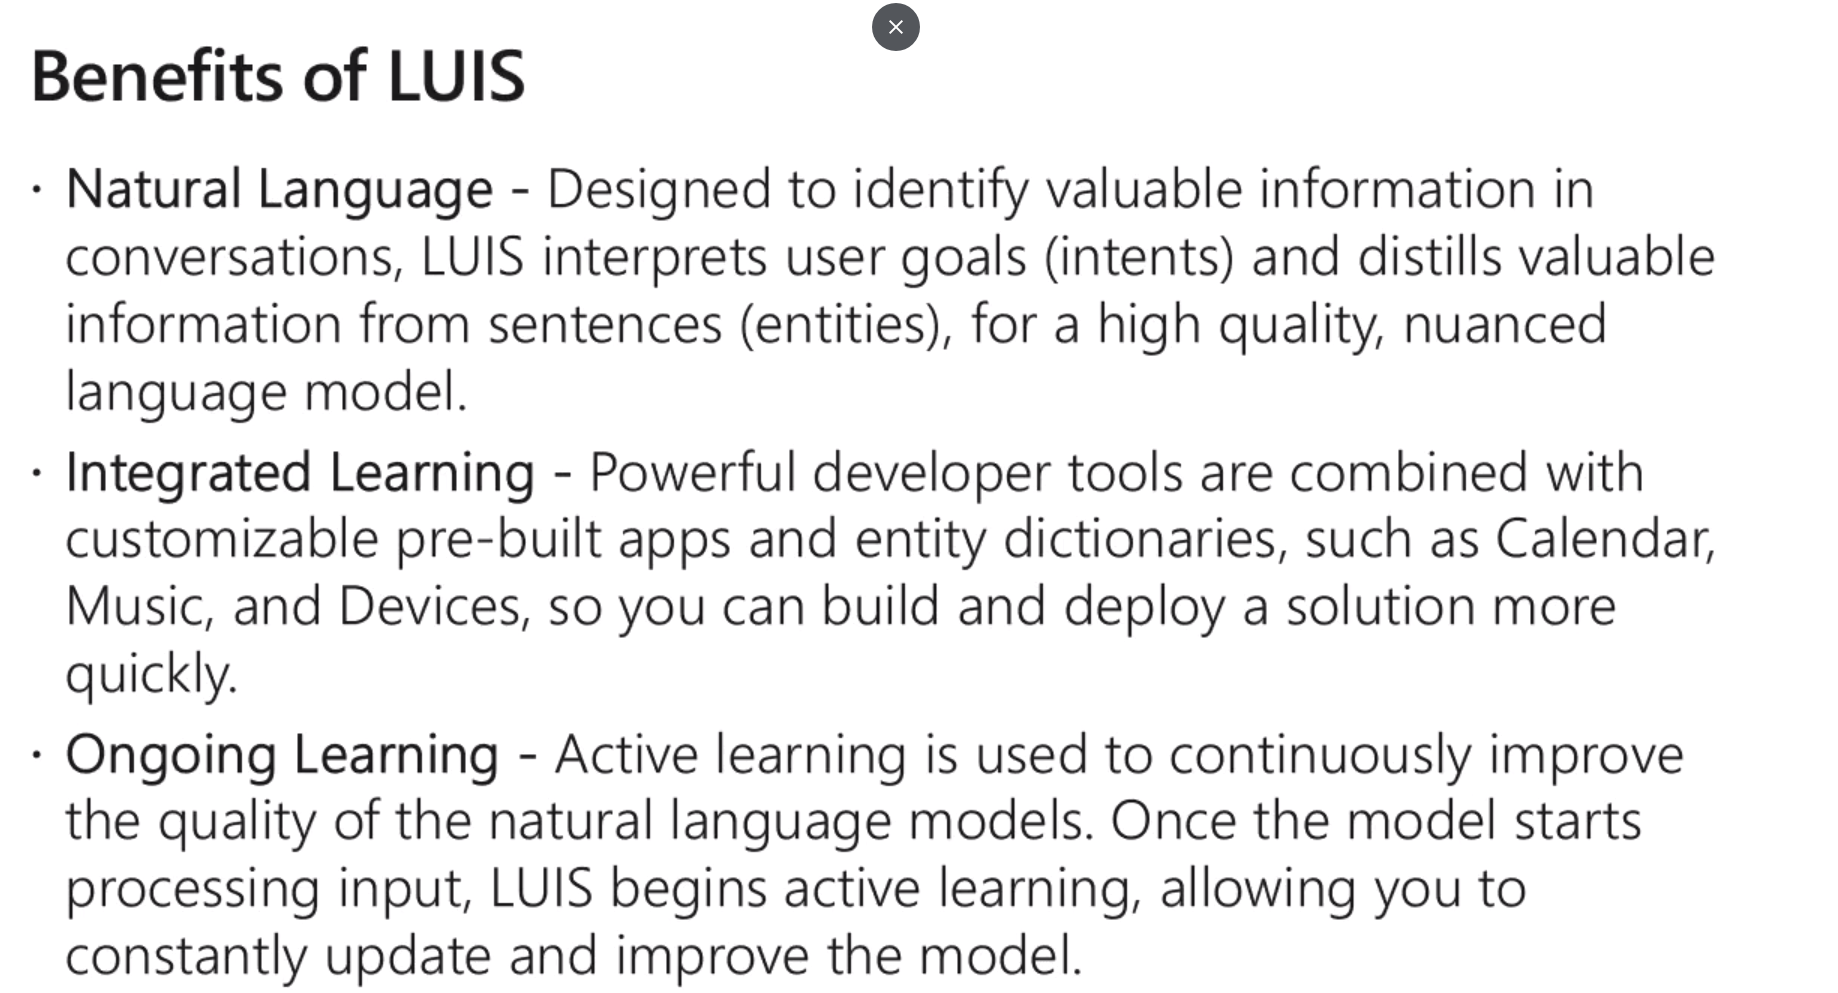 Benefits of LUIS
· Natural Language - Designed to identify valuable information in
conversations, LUIS interprets user goals (intents) and distills valuable
information from sentences (entities), for a high quality, nuanced
language model.
· Integrated Learning - Powerful developer tools are combined with
customizable pre-built apps and entity dictionaries, such as Calendar,
Music, and Devices, so you can build and deploy a solution more
quickly.
· Ongoing Learning - Active learning is used to continuously improve
the quality of the natural language models. Once the model starts
processing input, LUIS begins active learning, allowing you to
constantly update and improve the model.